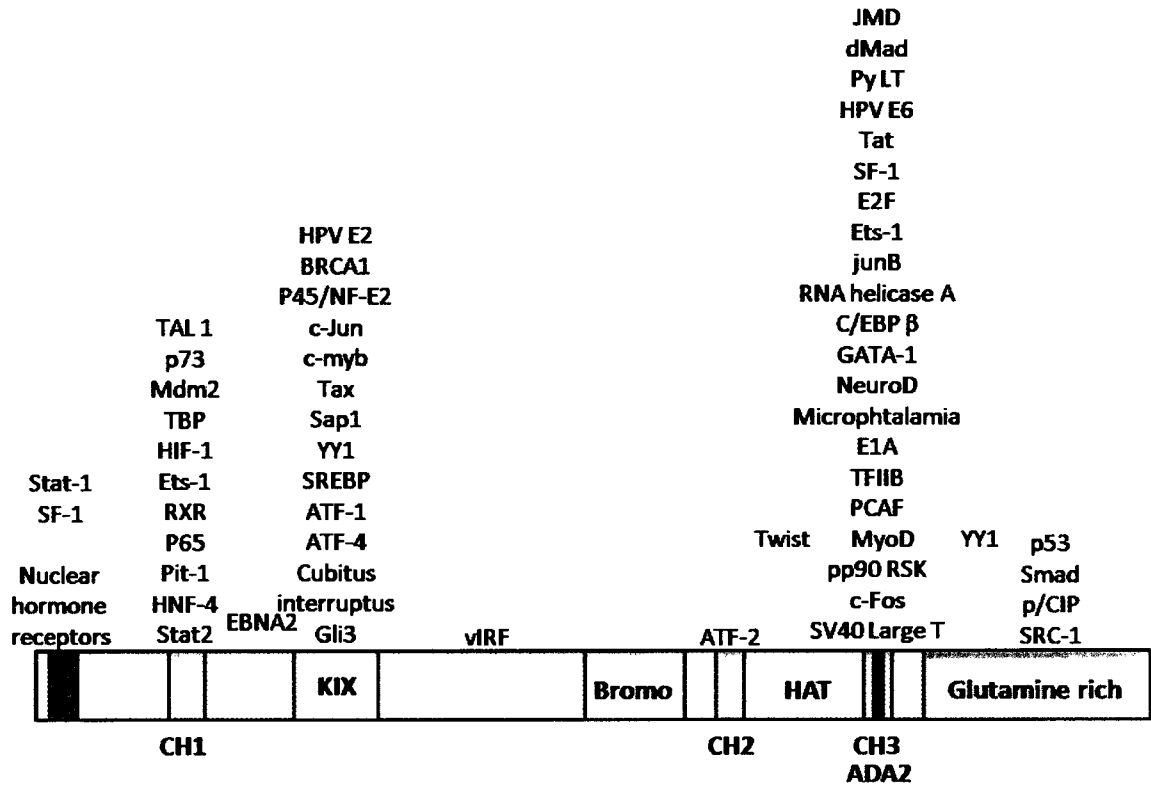 Stat-1
SF-1
Nuclear
hormone
receptors
TAL 1
p73
Mdm2
TBP
HIF-1
Ets-1
RXR
P65
Pit-1
HNF-4
Stat2
EBNA2
HPV E2
BRCA1
P45/NF-E2
c-Jun
c-myb
Tax
Sap1
YY1
SREBP
ATF-1
ATF-4
Cubitus
interruptus
Gli3
vIRF
ATF-2
Twist
JMD
dMad
Py LT
HPV E6
Tat
SF-1
E2F
Ets-1
junB
RNA helicase A
C/EBP β
GATA-1
NeuroD
Microphtalamia
E1A
TFIIB
PCAF
MyoD
pp90 RSK
c-Fos
SV40 Large T
YY1
p53
Smad
p/CIP
SRC-1
KIX
Bromo
HAT
Glutamine rich
CH1
CH2
CH3
ADA2